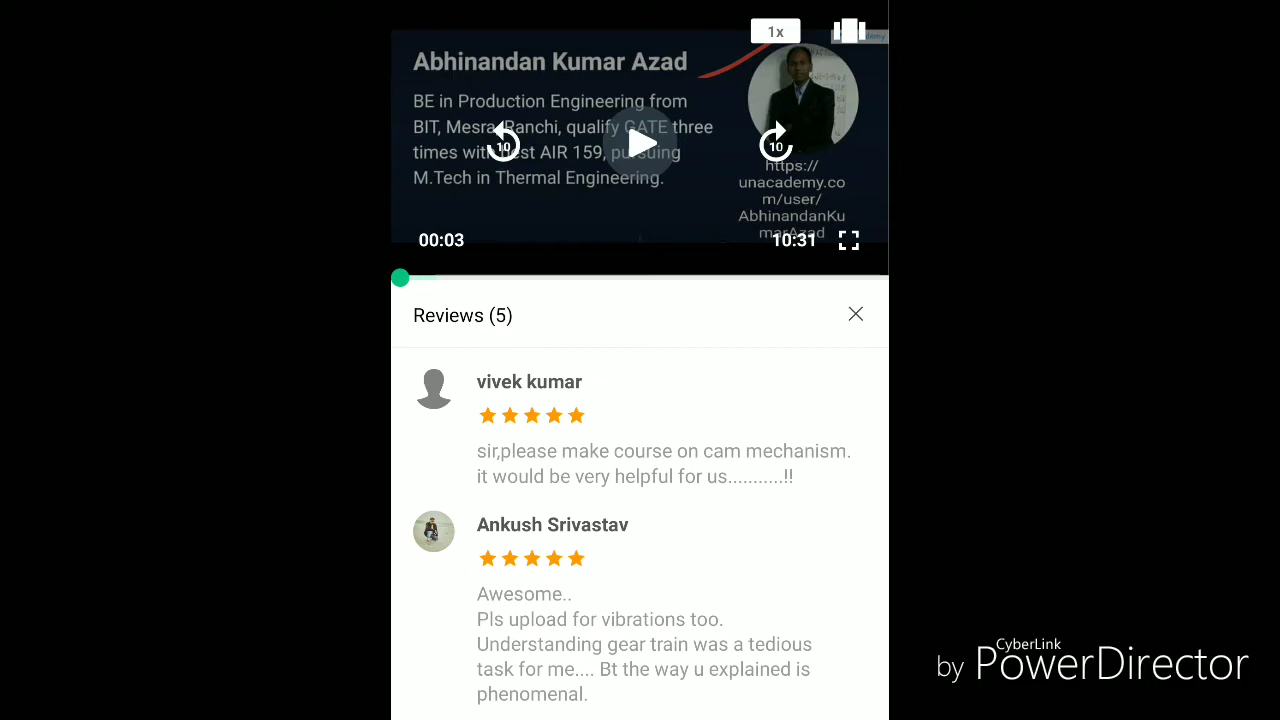 1x
Abhinandan Kumar Azad
BE in Production Engineering from
BIT, Mesra, Ranchi, qualify GATE three
times with best AIR 159, pursuing
M.Tech in Thermal Engineering.
10
10
https://
unacademy.co
m/user/
AbhinandanKu
marAzad
00:03
10:31
Reviews (5)
vivek kumar
sir,please make course on cam mechanism.
it would be very helpful for us...........!!
Ankush Srivastav
Awesome..
Pls upload for vibrations too.
Understanding gear train was a tedious
task for me.... Bt the way u explained is
phenomenal.
CyberLink
by PowerDirector